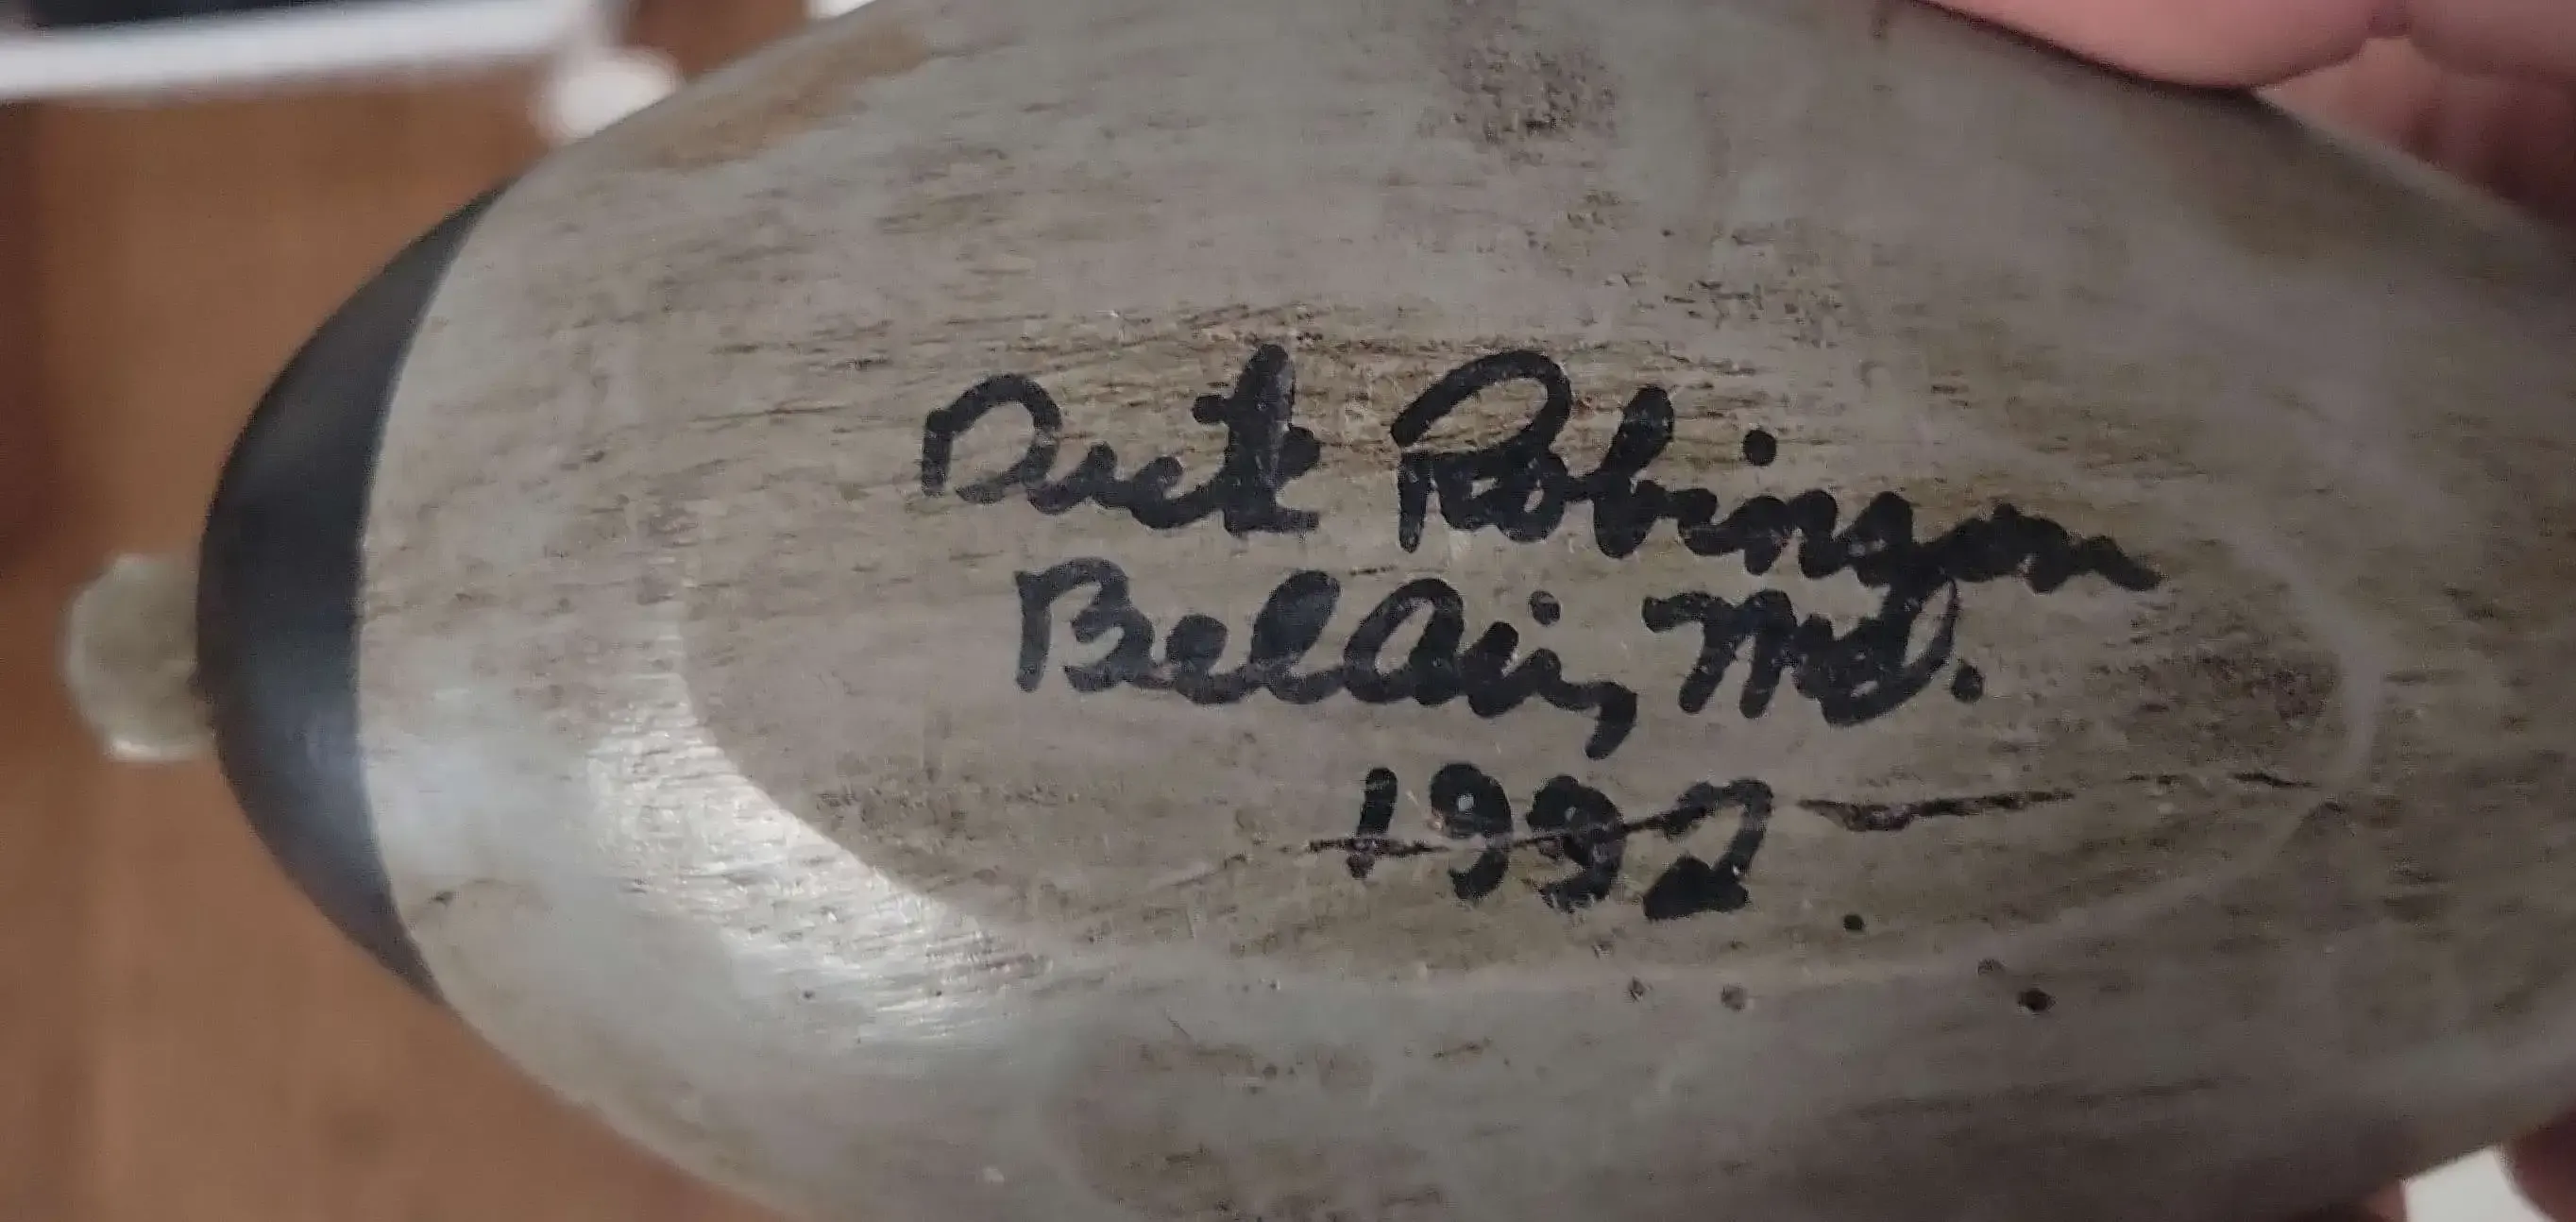 Dick Robinson
Bel Air, Md.
1992